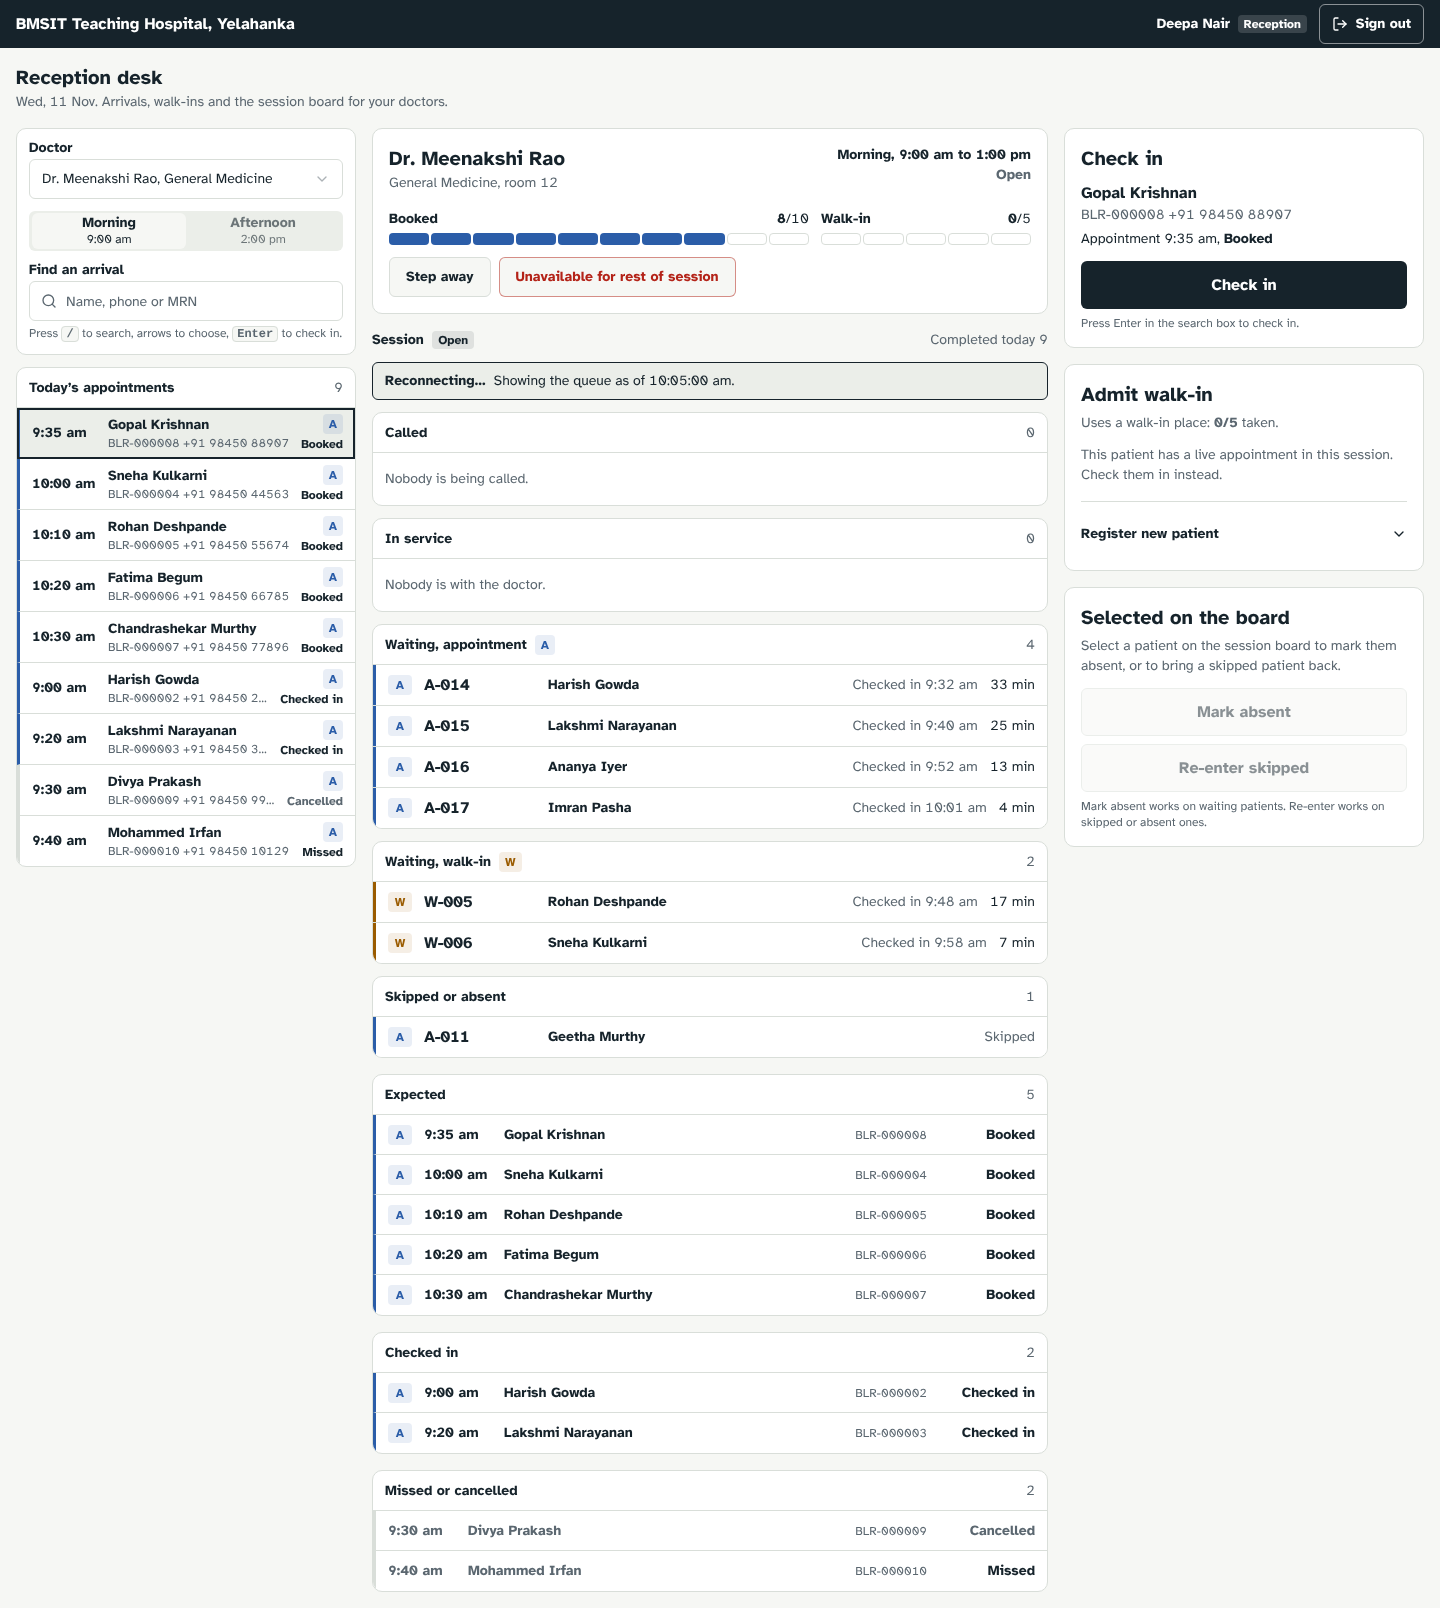 BMSIT Teaching Hospital, Yelahanka
Deepa Nair Reception Sign out
Reception desk
Wed, 11 Nov. Arrivals, walk-ins and the session board for your doctors.
Doctor
Dr. Meenakshi Rao, General Medicine
Morning
9:00 am
Afternoon
2:00 pm
Find an arrival
Name, phone or MRN
Press / to search, arrows to choose, Enter to check in.
Today's appointments 9
9:35 am Gopal Krishnan A
BLR-000008 +91 98450 88907 Booked
10:00 am Sneha Kulkarni A
BLR-000004 +91 98450 44563 Booked
10:10 am Rohan Deshpande A
BLR-000005 +91 98450 55674 Booked
10:20 am Fatima Begum A
BLR-000006 +91 98450 66785 Booked
10:30 am Chandrashekar Murthy A
BLR-000007 +91 98450 77896 Booked
9:00 am Harish Gowda A
BLR-000002 +91 98450 2... Checked in
9:20 am Lakshmi Narayanan A
BLR-000003 +91 98450 3... Checked in
9:30 am Divya Prakash A
BLR-000009 +91 98450 99... Cancelled
9:40 am Mohammed Irfan A
BLR-000010 +91 98450 10129 Missed
Dr. Meenakshi Rao
General Medicine, room 12
Morning, 9:00 am to 1:00 pm
Open
Booked 8/10 Walk-in 0/5
Step away Unavailable for rest of session
Session Open Completed today 9
Reconnecting... Showing the queue as of 10:05:00 am.
Called 0
Nobody is being called.
In service 0
Nobody is with the doctor.
Waiting, appointment A 4
A A-014 Harish Gowda Checked in 9:32 am 33 min
A A-015 Lakshmi Narayanan Checked in 9:40 am 25 min
A A-016 Ananya Iyer Checked in 9:52 am 13 min
A A-017 Imran Pasha Checked in 10:01 am 4 min
Waiting, walk-in W 2
W W-005 Rohan Deshpande Checked in 9:48 am 17 min
W W-006 Sneha Kulkarni Checked in 9:58 am 7 min
Skipped or absent 1
A A-011 Geetha Murthy Skipped
Expected 5
A 9:35 am Gopal Krishnan BLR-000008 Booked
A 10:00 am Sneha Kulkarni BLR-000004 Booked
A 10:10 am Rohan Deshpande BLR-000005 Booked
A 10:20 am Fatima Begum BLR-000006 Booked
A 10:30 am Chandrashekar Murthy BLR-000007 Booked
Checked in 2
A 9:00 am Harish Gowda BLR-000002 Checked in
A 9:20 am Lakshmi Narayanan BLR-000003 Checked in
Missed or cancelled 2
9:30 am Divya Prakash BLR-000009 Cancelled
9:40 am Mohammed Irfan BLR-000010 Missed
Check in
Gopal Krishnan
BLR-000008 +91 98450 88907
Appointment 9:35 am, Booked
Check in
Press Enter in the search box to check in.
Admit walk-in
Uses a walk-in place: 0/5 taken.
This patient has a live appointment in this session.
Check them in instead.
Register new patient
Selected on the board
Select a patient on the session board to mark them
absent, or to bring a skipped patient back.
Mark absent
Re-enter skipped
Mark absent works on waiting patients. Re-enter works on
skipped or absent ones.